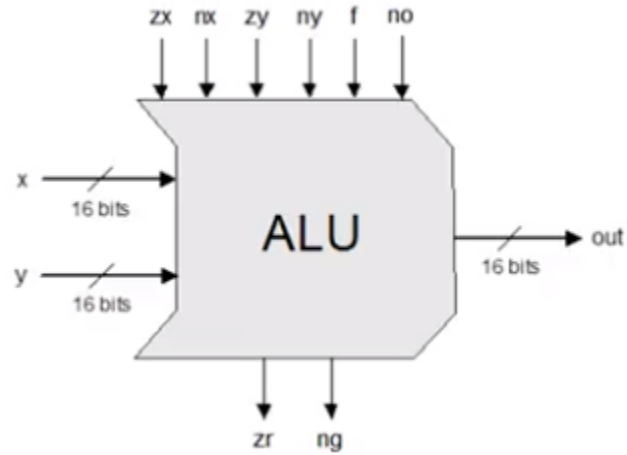 zx nx zy ny f no
x
16 bits
ALU
out
16 bits
y
16 bits
zr ng